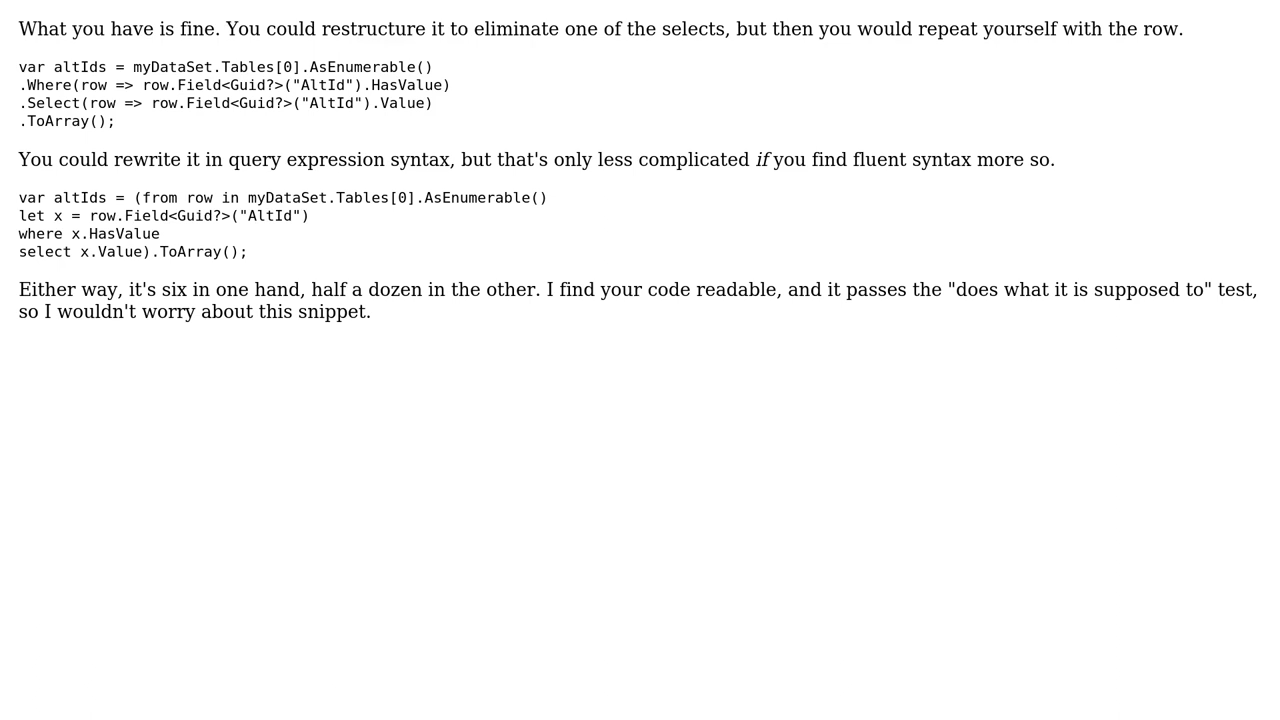 What you have is fine. You could restructure it to eliminate one of the selects, but then you would repeat yourself with the row.
var altIds = myDataSet.Tables[0].AsEnumerable()
.Where(row => row.Field<Guid?>("AltId").HasValue)
.Select(row => row.Field<Guid?>("AltId").Value)
.ToArray();
You could rewrite it in query expression syntax, but that's only less complicated if you find fluent syntax more so.
var altIds = (from row in myDataSet.Tables[0].AsEnumerable()
let x = row.Field<Guid?>("AltId")
where x.HasValue
select x.Value).ToArray();
Either way, it's six in one hand, half a dozen in the other. I find your code readable, and it passes the "does what it is supposed to" test,
so I wouldn't worry about this snippet.